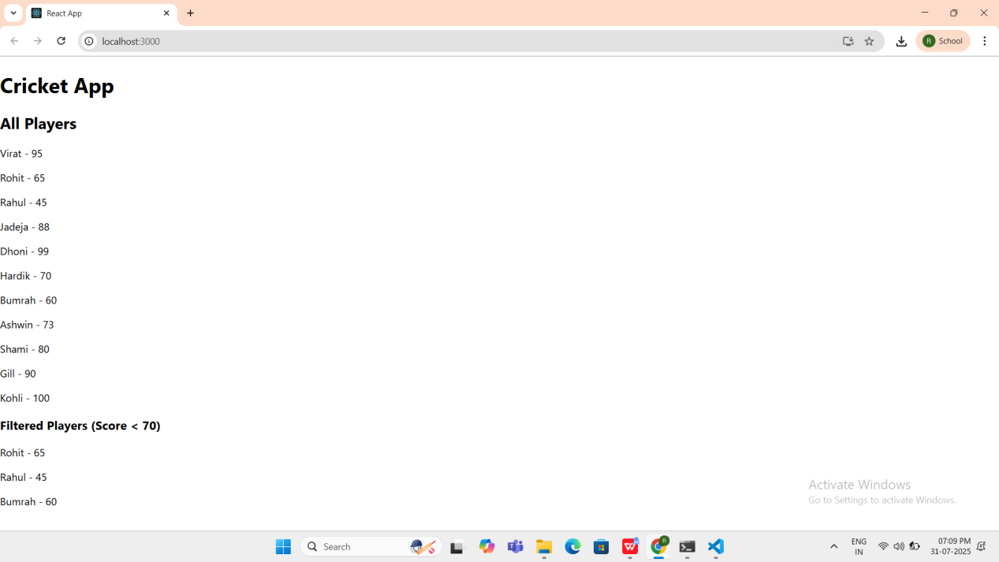 React App
localhost:3000
R School
Cricket App
All Players
Virat - 95
Rohit - 65
Rahul - 45
Jadeja - 88
Dhoni - 99
Hardik - 70
Bumrah - 60
Ashwin - 73
Shami - 80
Gill - 90
Kohli - 100
Filtered Players (Score < 70)
Rohit - 65
Rahul - 45
Bumrah - 60
Activate Windows
Go to Settings to activate Windows.
Search
R
ENG
IN
07:09 PM
31-07-2025